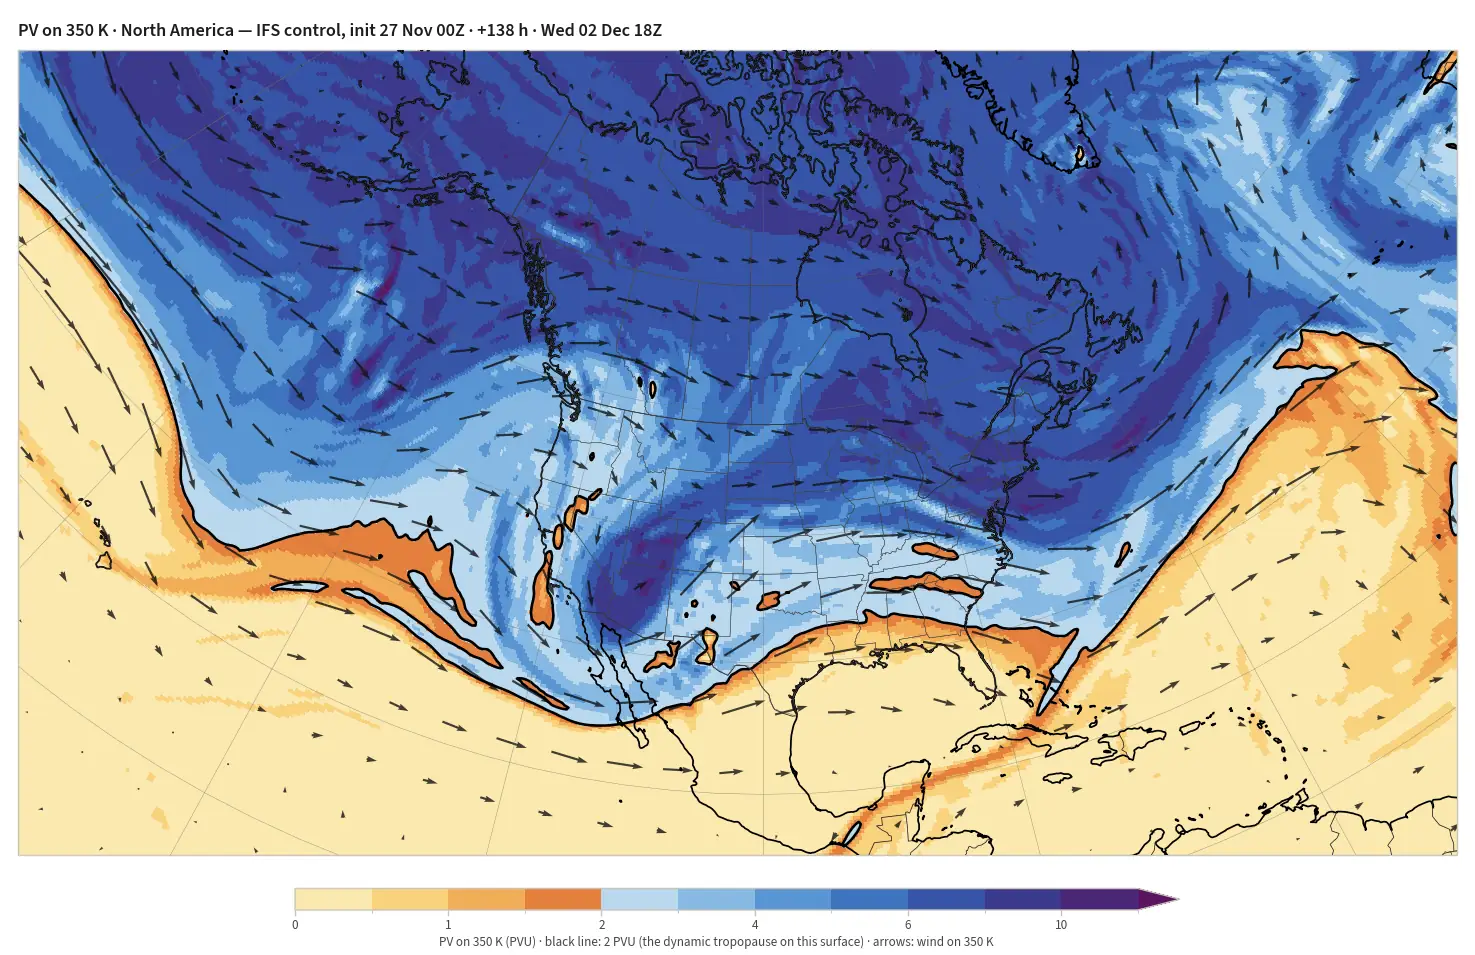 PV on 350 K · North America — IFS control, init 27 Nov 00Z · +138 h · Wed 02 Dec 18Z
0 1 2 4 6 10
PV on 350 K (PVU) · black line: 2 PVU (the dynamic tropopause on this surface) · arrows: wind on 350 K